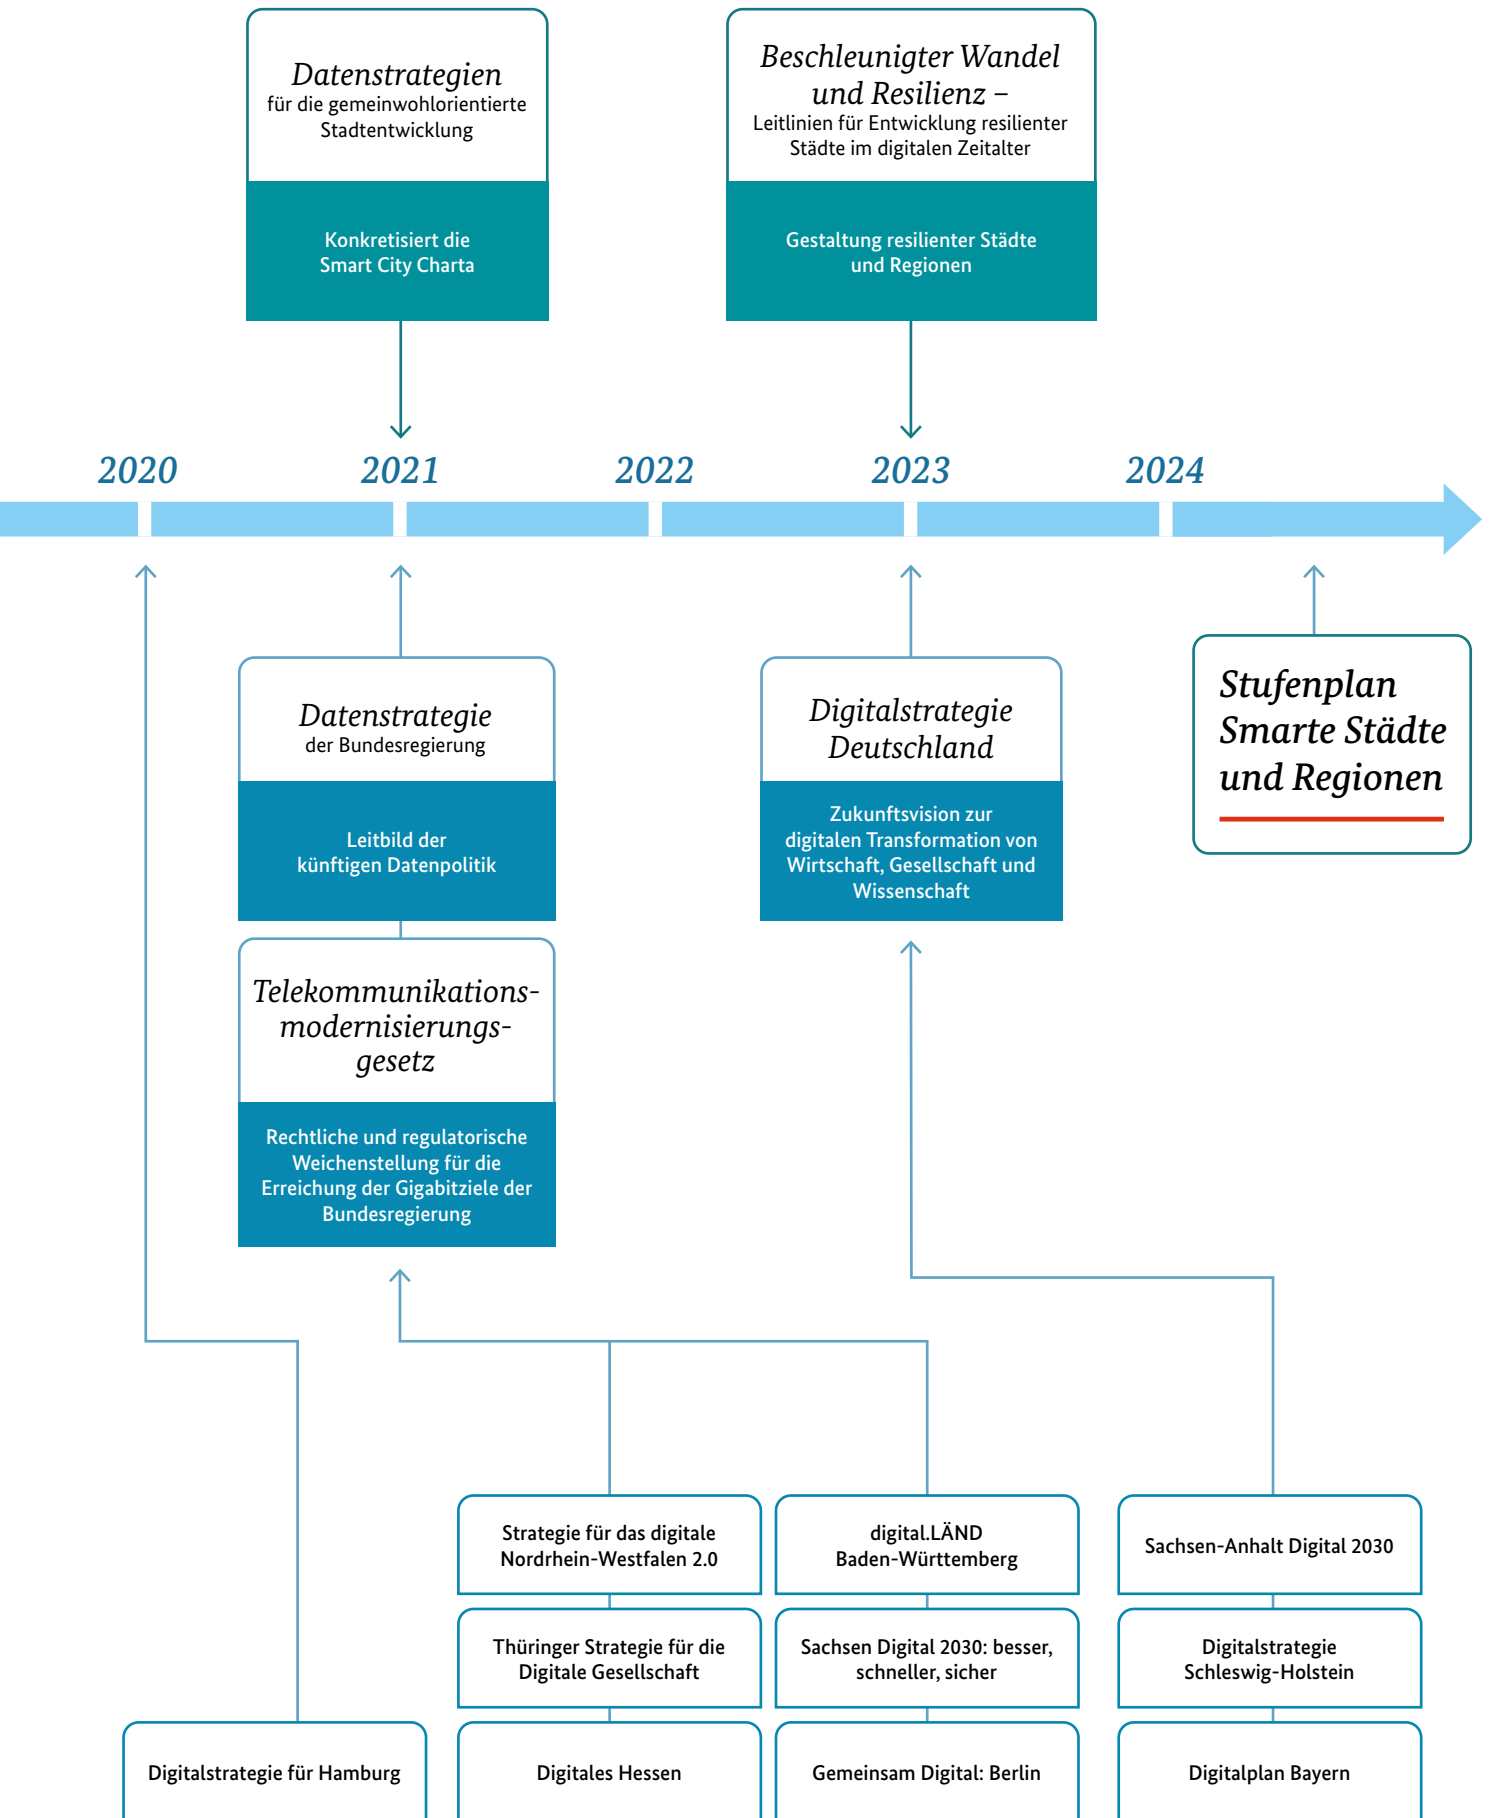 Datenstrategien
für die gemeinwohlorientierte
Stadtentwicklung
Konkretisiert die
Smart City Charta
Beschleunigter Wandel
und Resilienz –
Leitlinien für Entwicklung resilienter
Städte im digitalen Zeitalter
Gestaltung resilienter Städte
und Regionen
2020
2021
2022
2023
2024
Datenstrategie
der Bundesregierung
Leitbild der
künftigen Datenpolitik
Telekommunikations-
modernisierungs-
gesetz
Rechtliche und regulatorische
Weichenstellung für die
Erreichung der Gigabitziele der
Bundesregierung
Digitalstrategie
Deutschland
Zukunftsvision zur
digitalen Transformation von
Wirtschaft, Gesellschaft und
Wissenschaft
Stufenplan
Smarte Städte
und Regionen
Digitalstrategie für Hamburg
Strategie für das digitale
Nordrhein-Westfalen 2.0
Thüringer Strategie für die
Digitale Gesellschaft
Digitales Hessen
digital.LÄND
Baden-Württemberg
Sachsen Digital 2030: besser,
schneller, sicher
Gemeinsam Digital: Berlin
Sachsen-Anhalt Digital 2030
Digitalstrategie
Schleswig-Holstein
Digitalplan Bayern